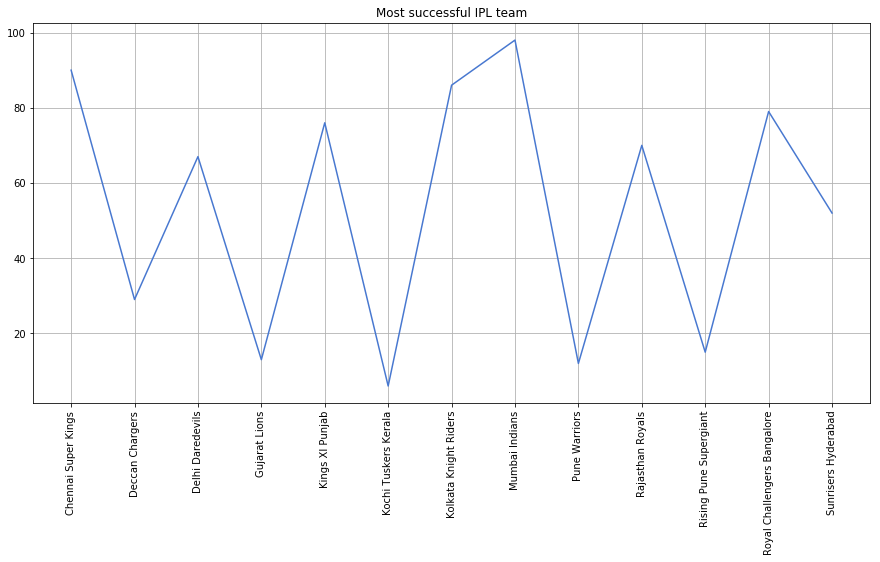 Most successful IPL team
100
80
60
40
20
Chennai Super Kings
Deccan Chargers
Delhi Daredevils
Gujarat Lions
Kings XI Punjab
Kochi Tuskers Kerala
Kolkata Knight Riders
Mumbai Indians
Pune Warriors
Rajasthan Royals
Rising Pune Supergiant
Royal Challengers Bangalore
Sunrisers Hyderabad